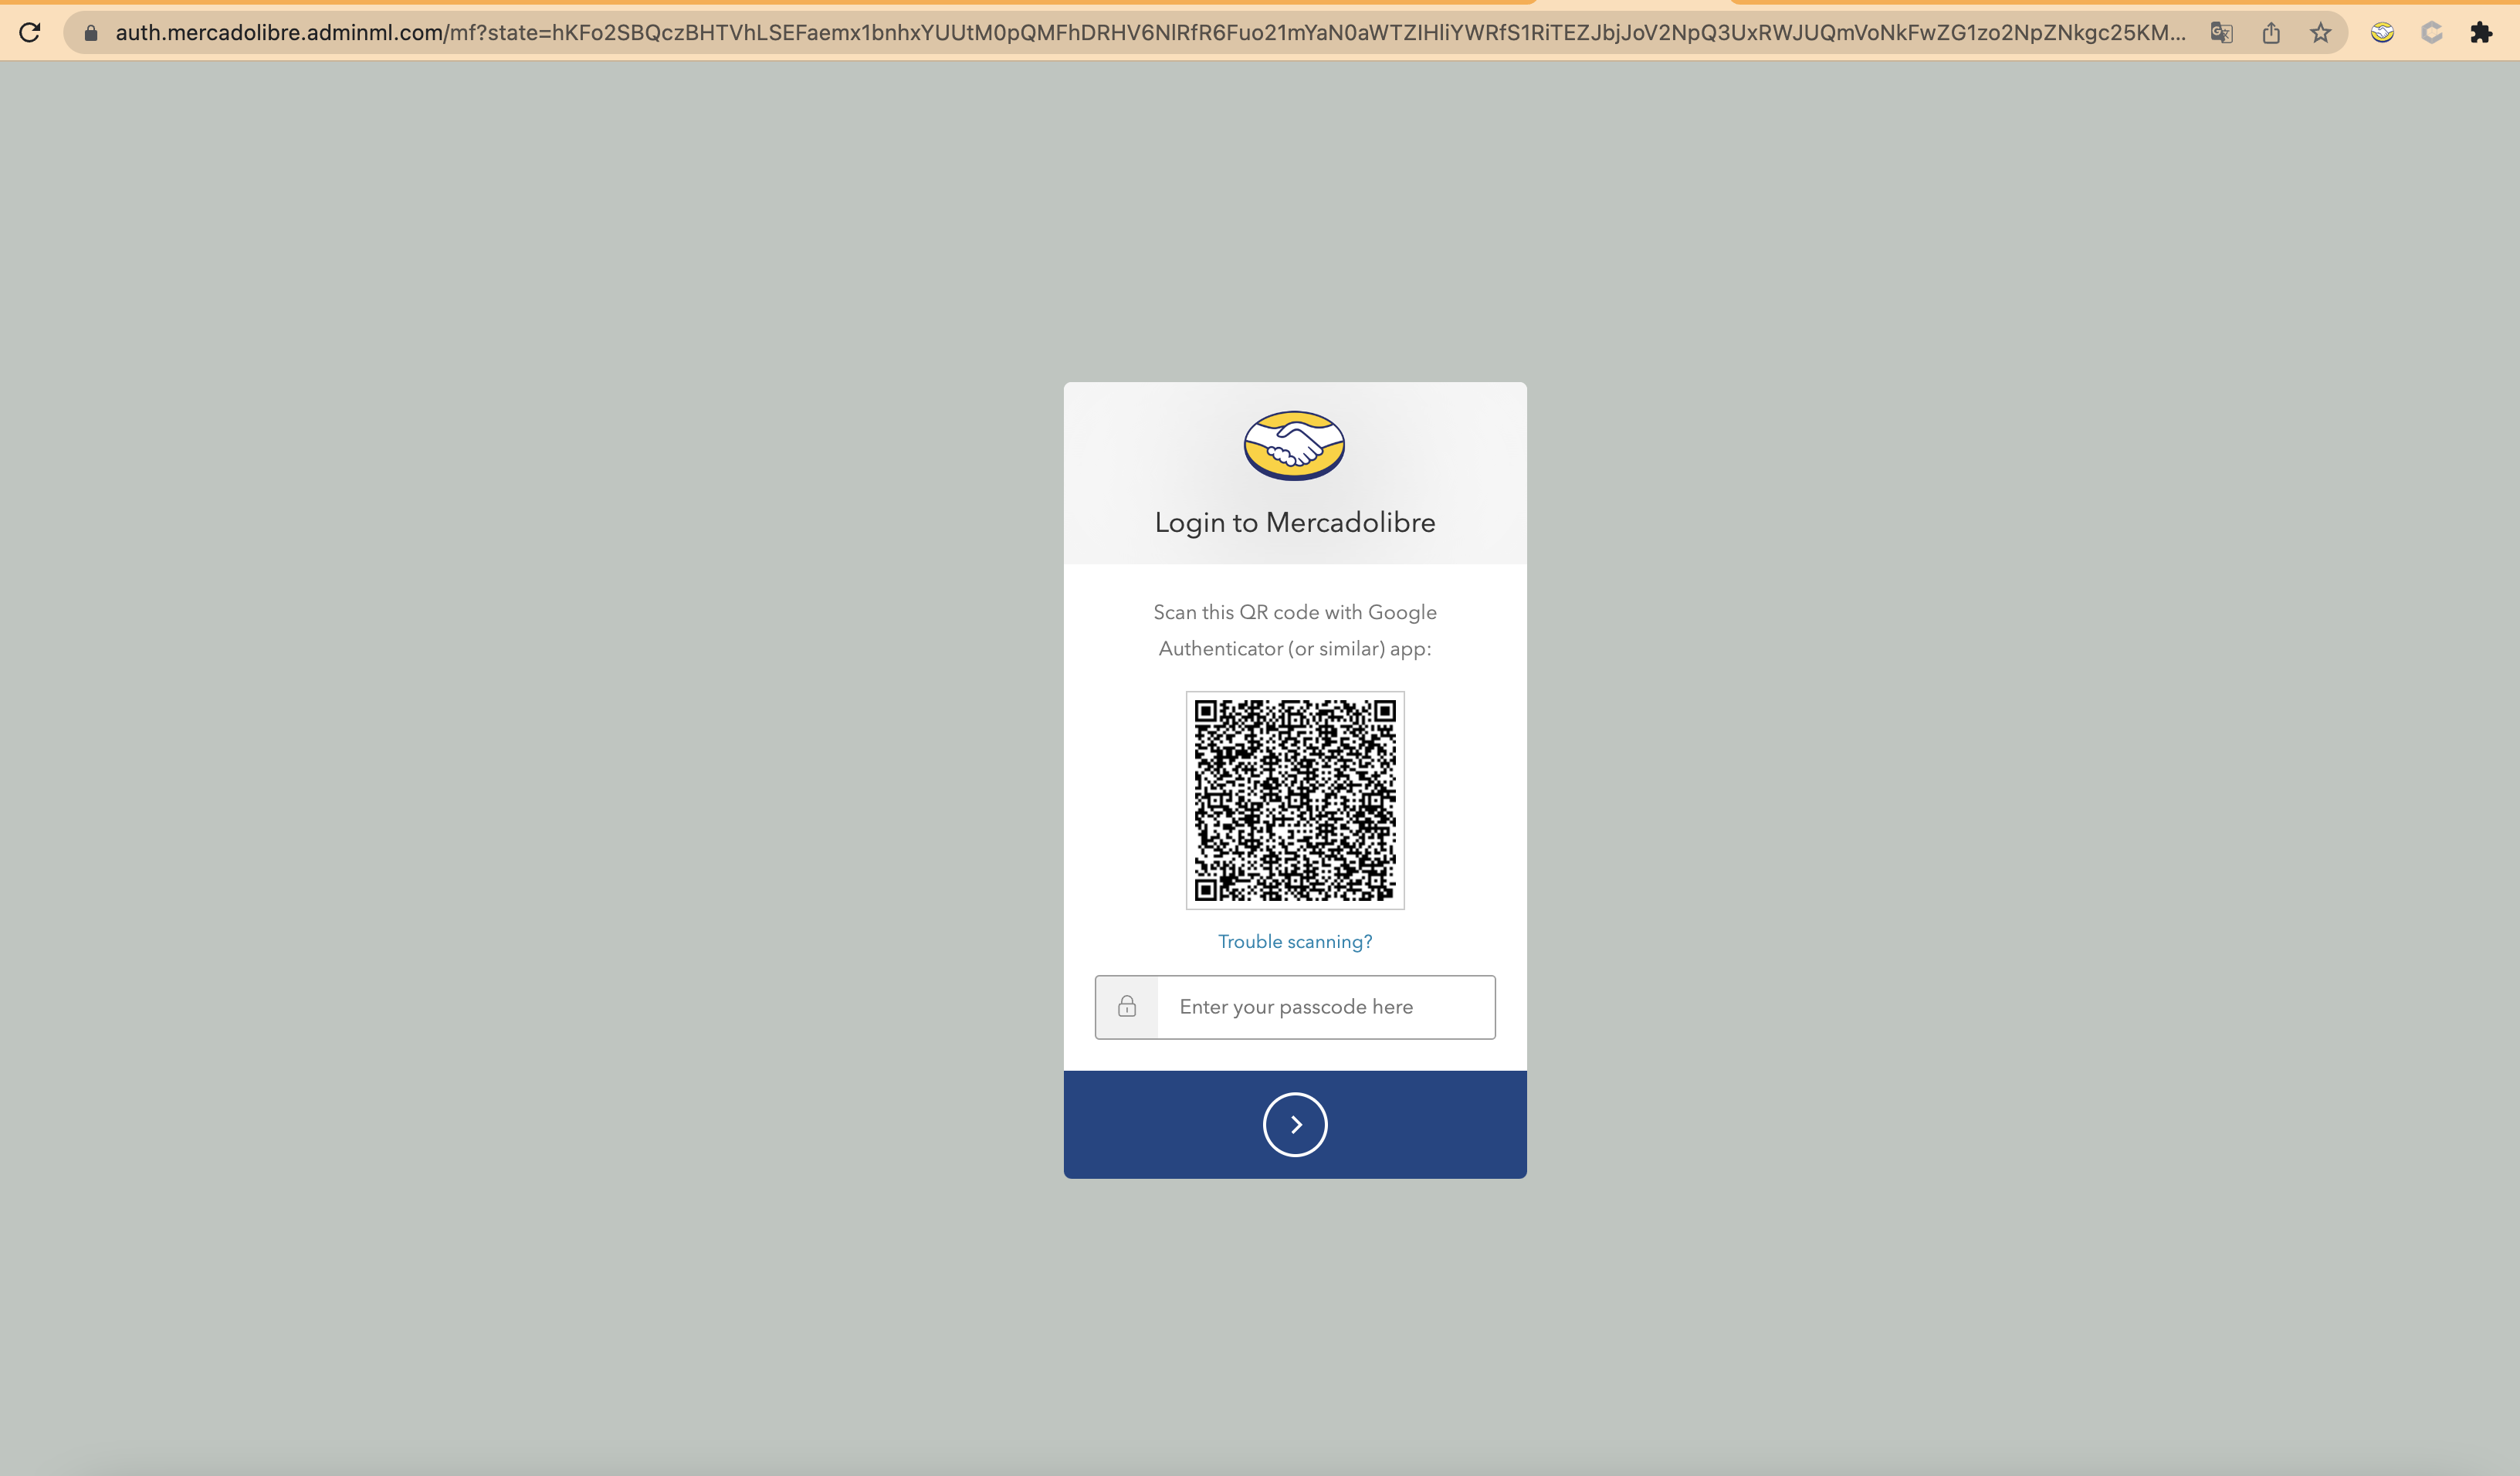 auth.mercadolibre.adminml.com/mf?state=hKFo2SBQczBHTVhLSEFaemx1bnhxYUUtM0pQMFhDRHV6NlRfR6Fuo21mYaN0aWTZIHliYWRfS1RiTEZJbjJoV2NpQ3UxRWJUQmVoNkFwZG1zo2NpZNkgc25KM...
Login to Mercadolibre
Scan this QR code with Google
Authenticator (or similar) app:
Trouble scanning?
Enter your passcode here